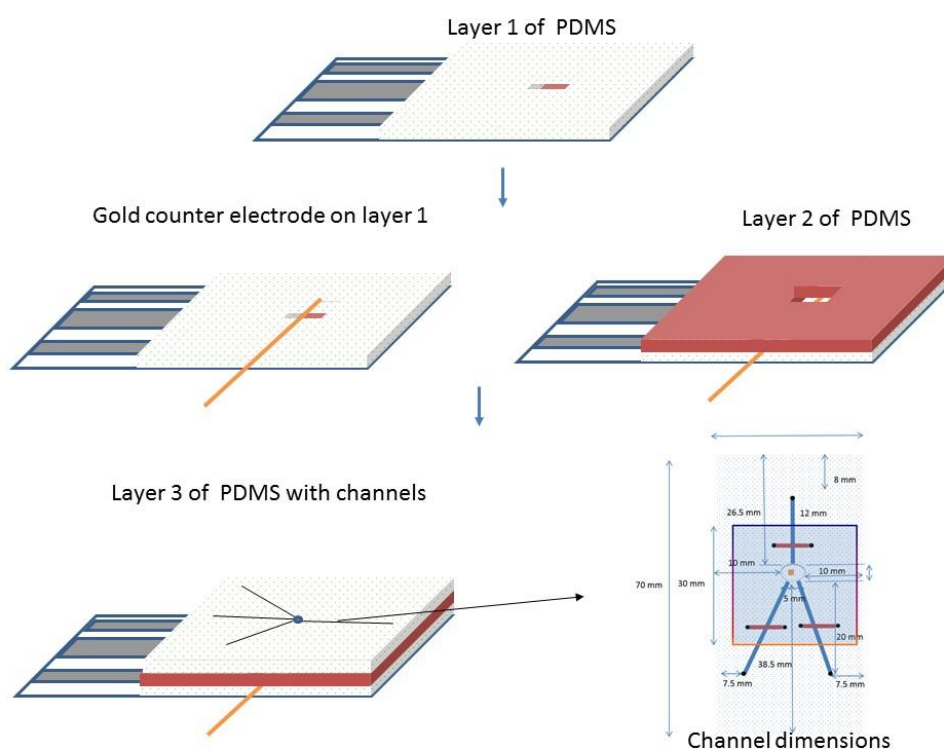 Layer 1 of PDMS
Gold counter electrode on layer 1
Layer 2 of PDMS
Layer 3 of PDMS with channels
8 mm
26.5 mm
12 mm
10 mm
10 mm
70 mm
30 mm
5 mm
20 mm
38.5 mm
7.5 mm
7.5 mm
Channel dimensions